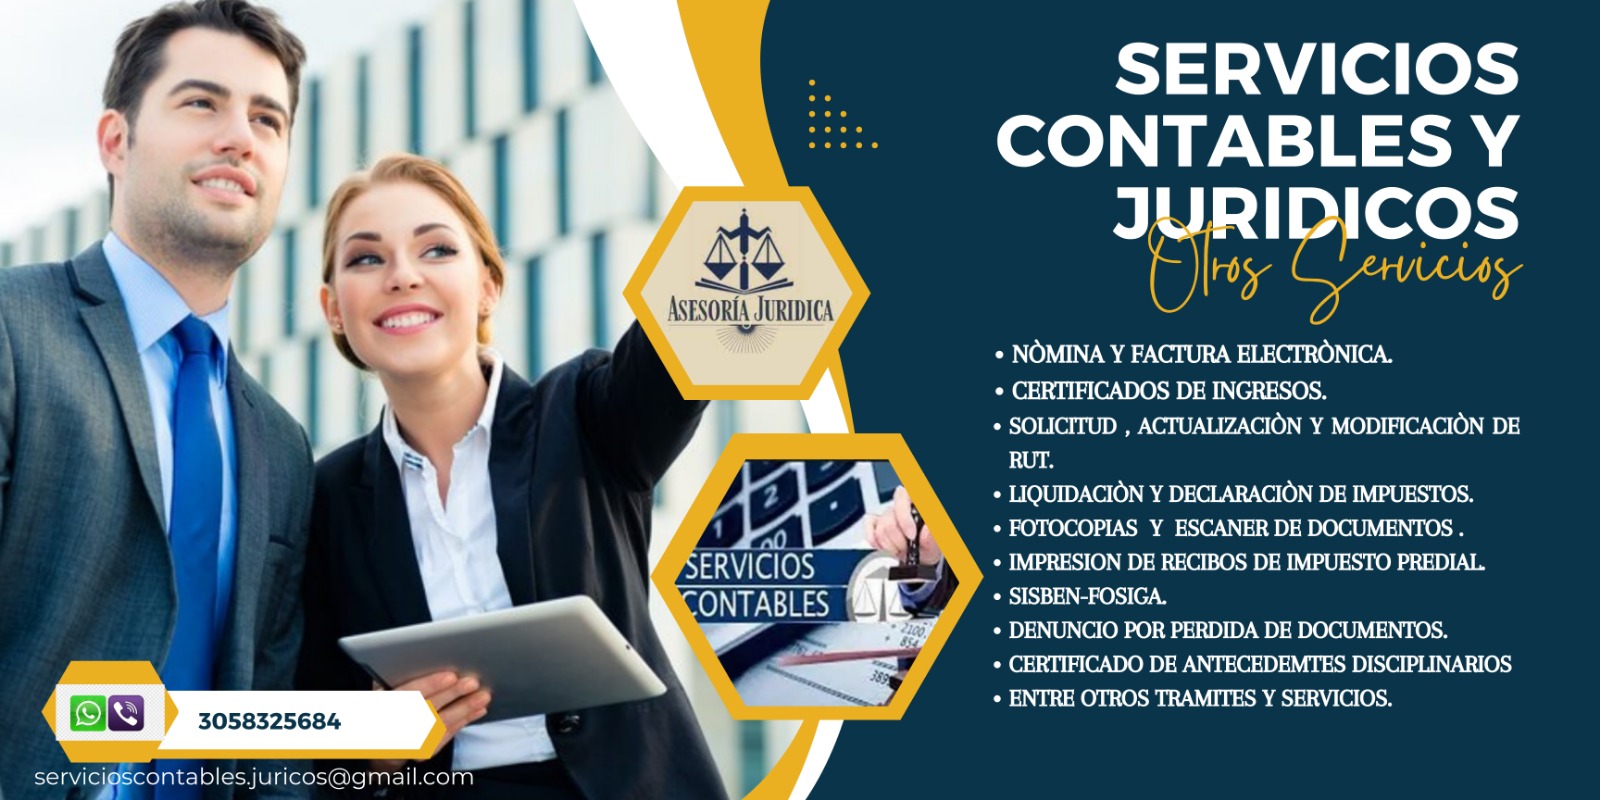 SERVICIOS
CONTABLES Y
JURIDICOS
Otros Servicios
ASESORÍA JURIDICA
SERVICIOS
CONTABLES
• NÒMINA Y FACTURA ELECTRÒNICA.
• CERTIFICADOS DE INGRESOS.
• SOLICITUD , ACTUALIZACIÒN Y MODIFICACIÒN DE
RUT.
• LIQUIDACIÒN Y DECLARACIÒN DE IMPUESTOS.
• FOTOCOPIAS Y ESCANER DE DOCUMENTOS .
• IMPRESION DE RECIBOS DE IMPUESTO PREDIAL.
• SISBEN-FOSIGA.
• DENUNCIO POR PERDIDA DE DOCUMENTOS.
• CERTIFICADO DE ANTECEDEMTES DISCIPLINARIOS
• ENTRE OTROS TRAMITES Y SERVICIOS.
3058325684
servicioscontables.juricos@gmail.com